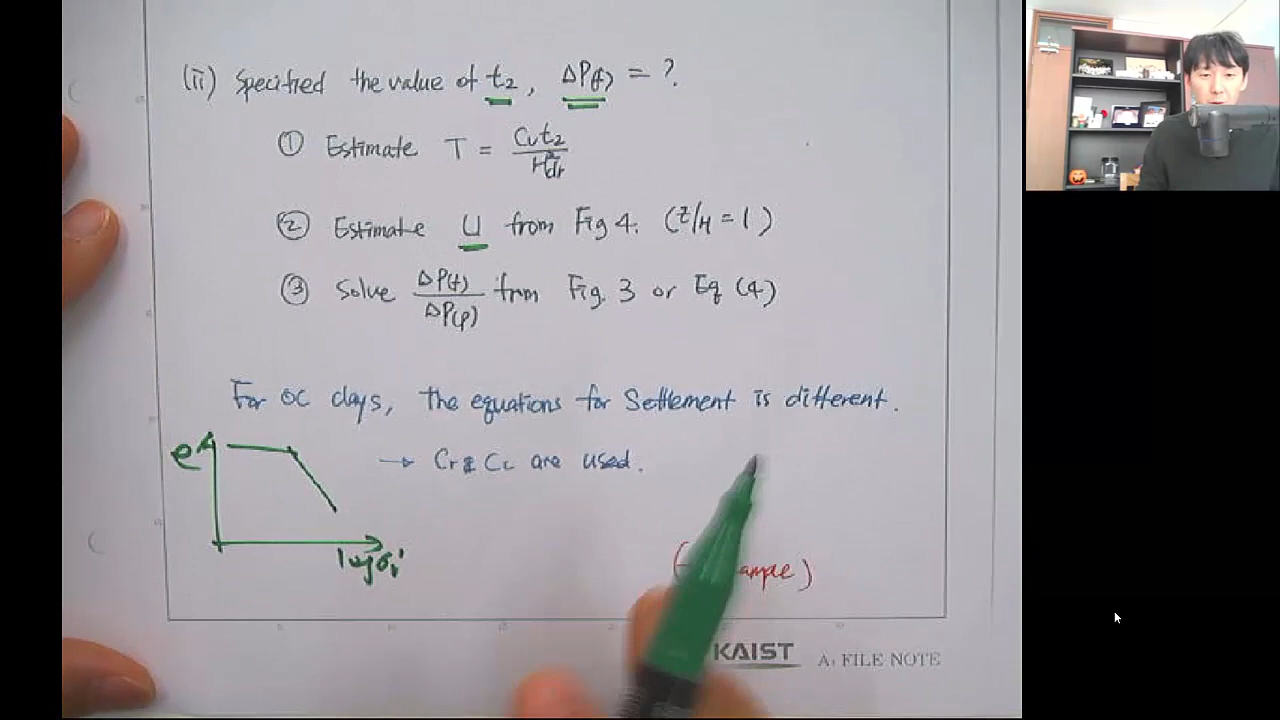 (ii) Specified the value of t₂, ΔP(f) = ?.
① Estimate T = Cᵥt₂ / H²dr
② Estimate U from Fig 4. (z/H = 1)
③ Solve ΔP(f) / ΔP(p) from Fig. 3 or Eq (4)
For OC clays, the equations for Settlement is different.
→ Cr & Cc are used.
e
log σ'
KAIST A₁ FILE NOTE